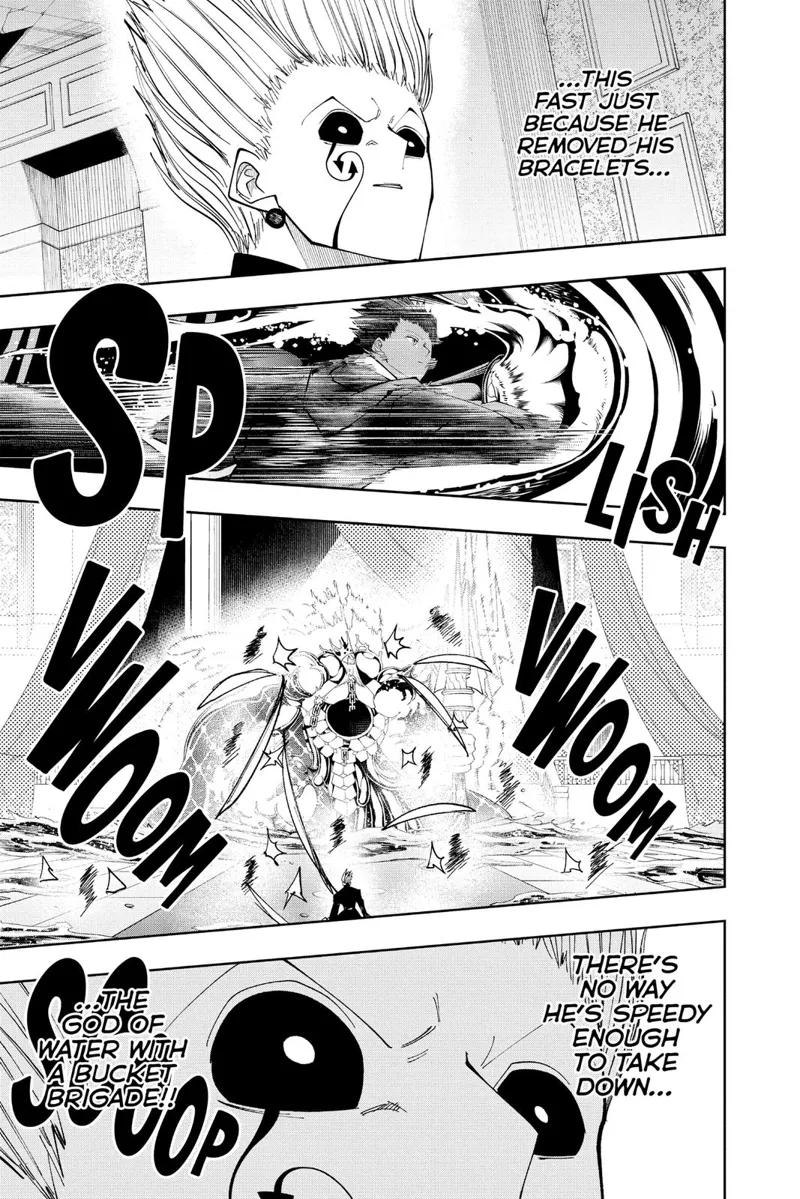 ...THIS
FAST JUST
BECAUSE HE
REMOVED HIS
BRACELETS...
SP
LISH
VWOOM
VWOOM
THERE'S
NO WAY
HE'S SPEEDY
ENOUGH
TO TAKE
DOWN...
SCOOP
...THE
GOD OF
WATER WITH
A BUCKET
BRIGADE!!